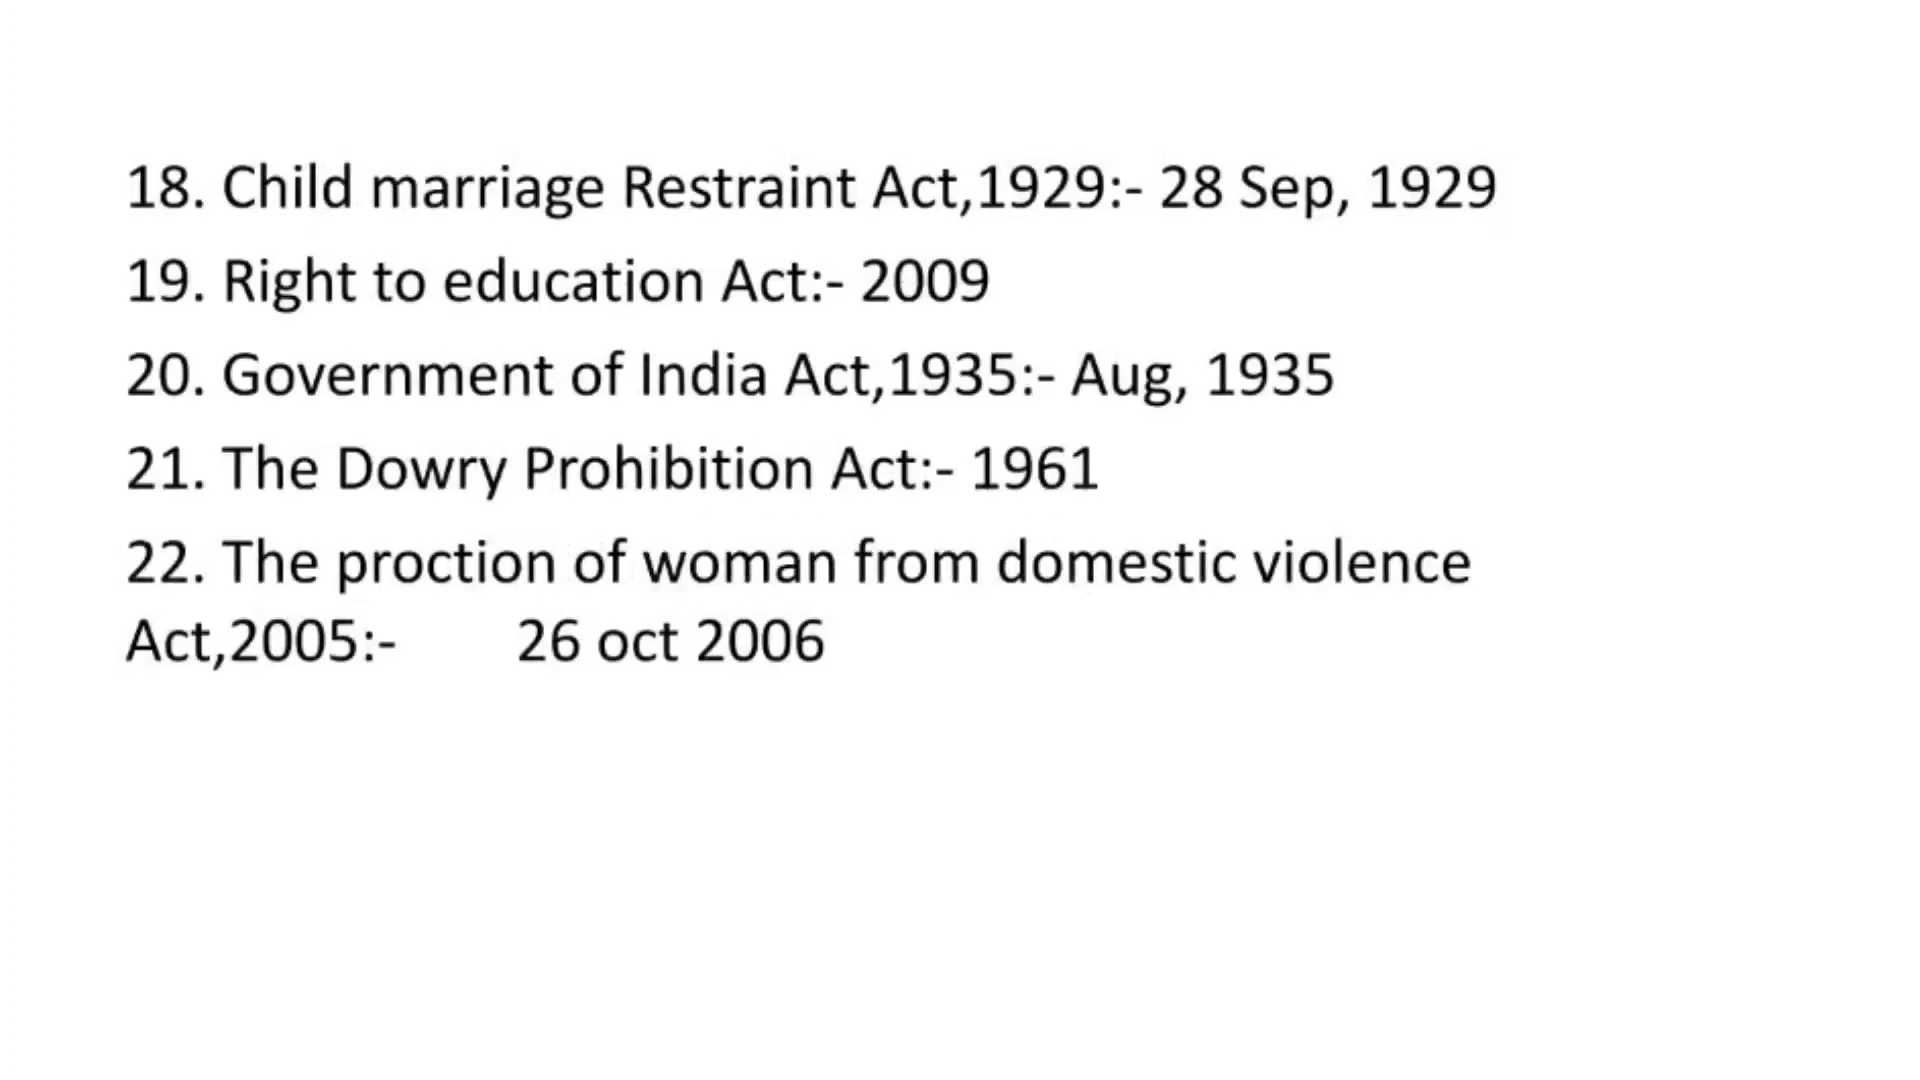 18. Child marriage Restraint Act,1929:- 28 Sep, 1929
19. Right to education Act:- 2009
20. Government of India Act,1935:- Aug, 1935
21. The Dowry Prohibition Act:- 1961
22. The proction of woman from domestic violence
Act,2005:- 26 oct 2006